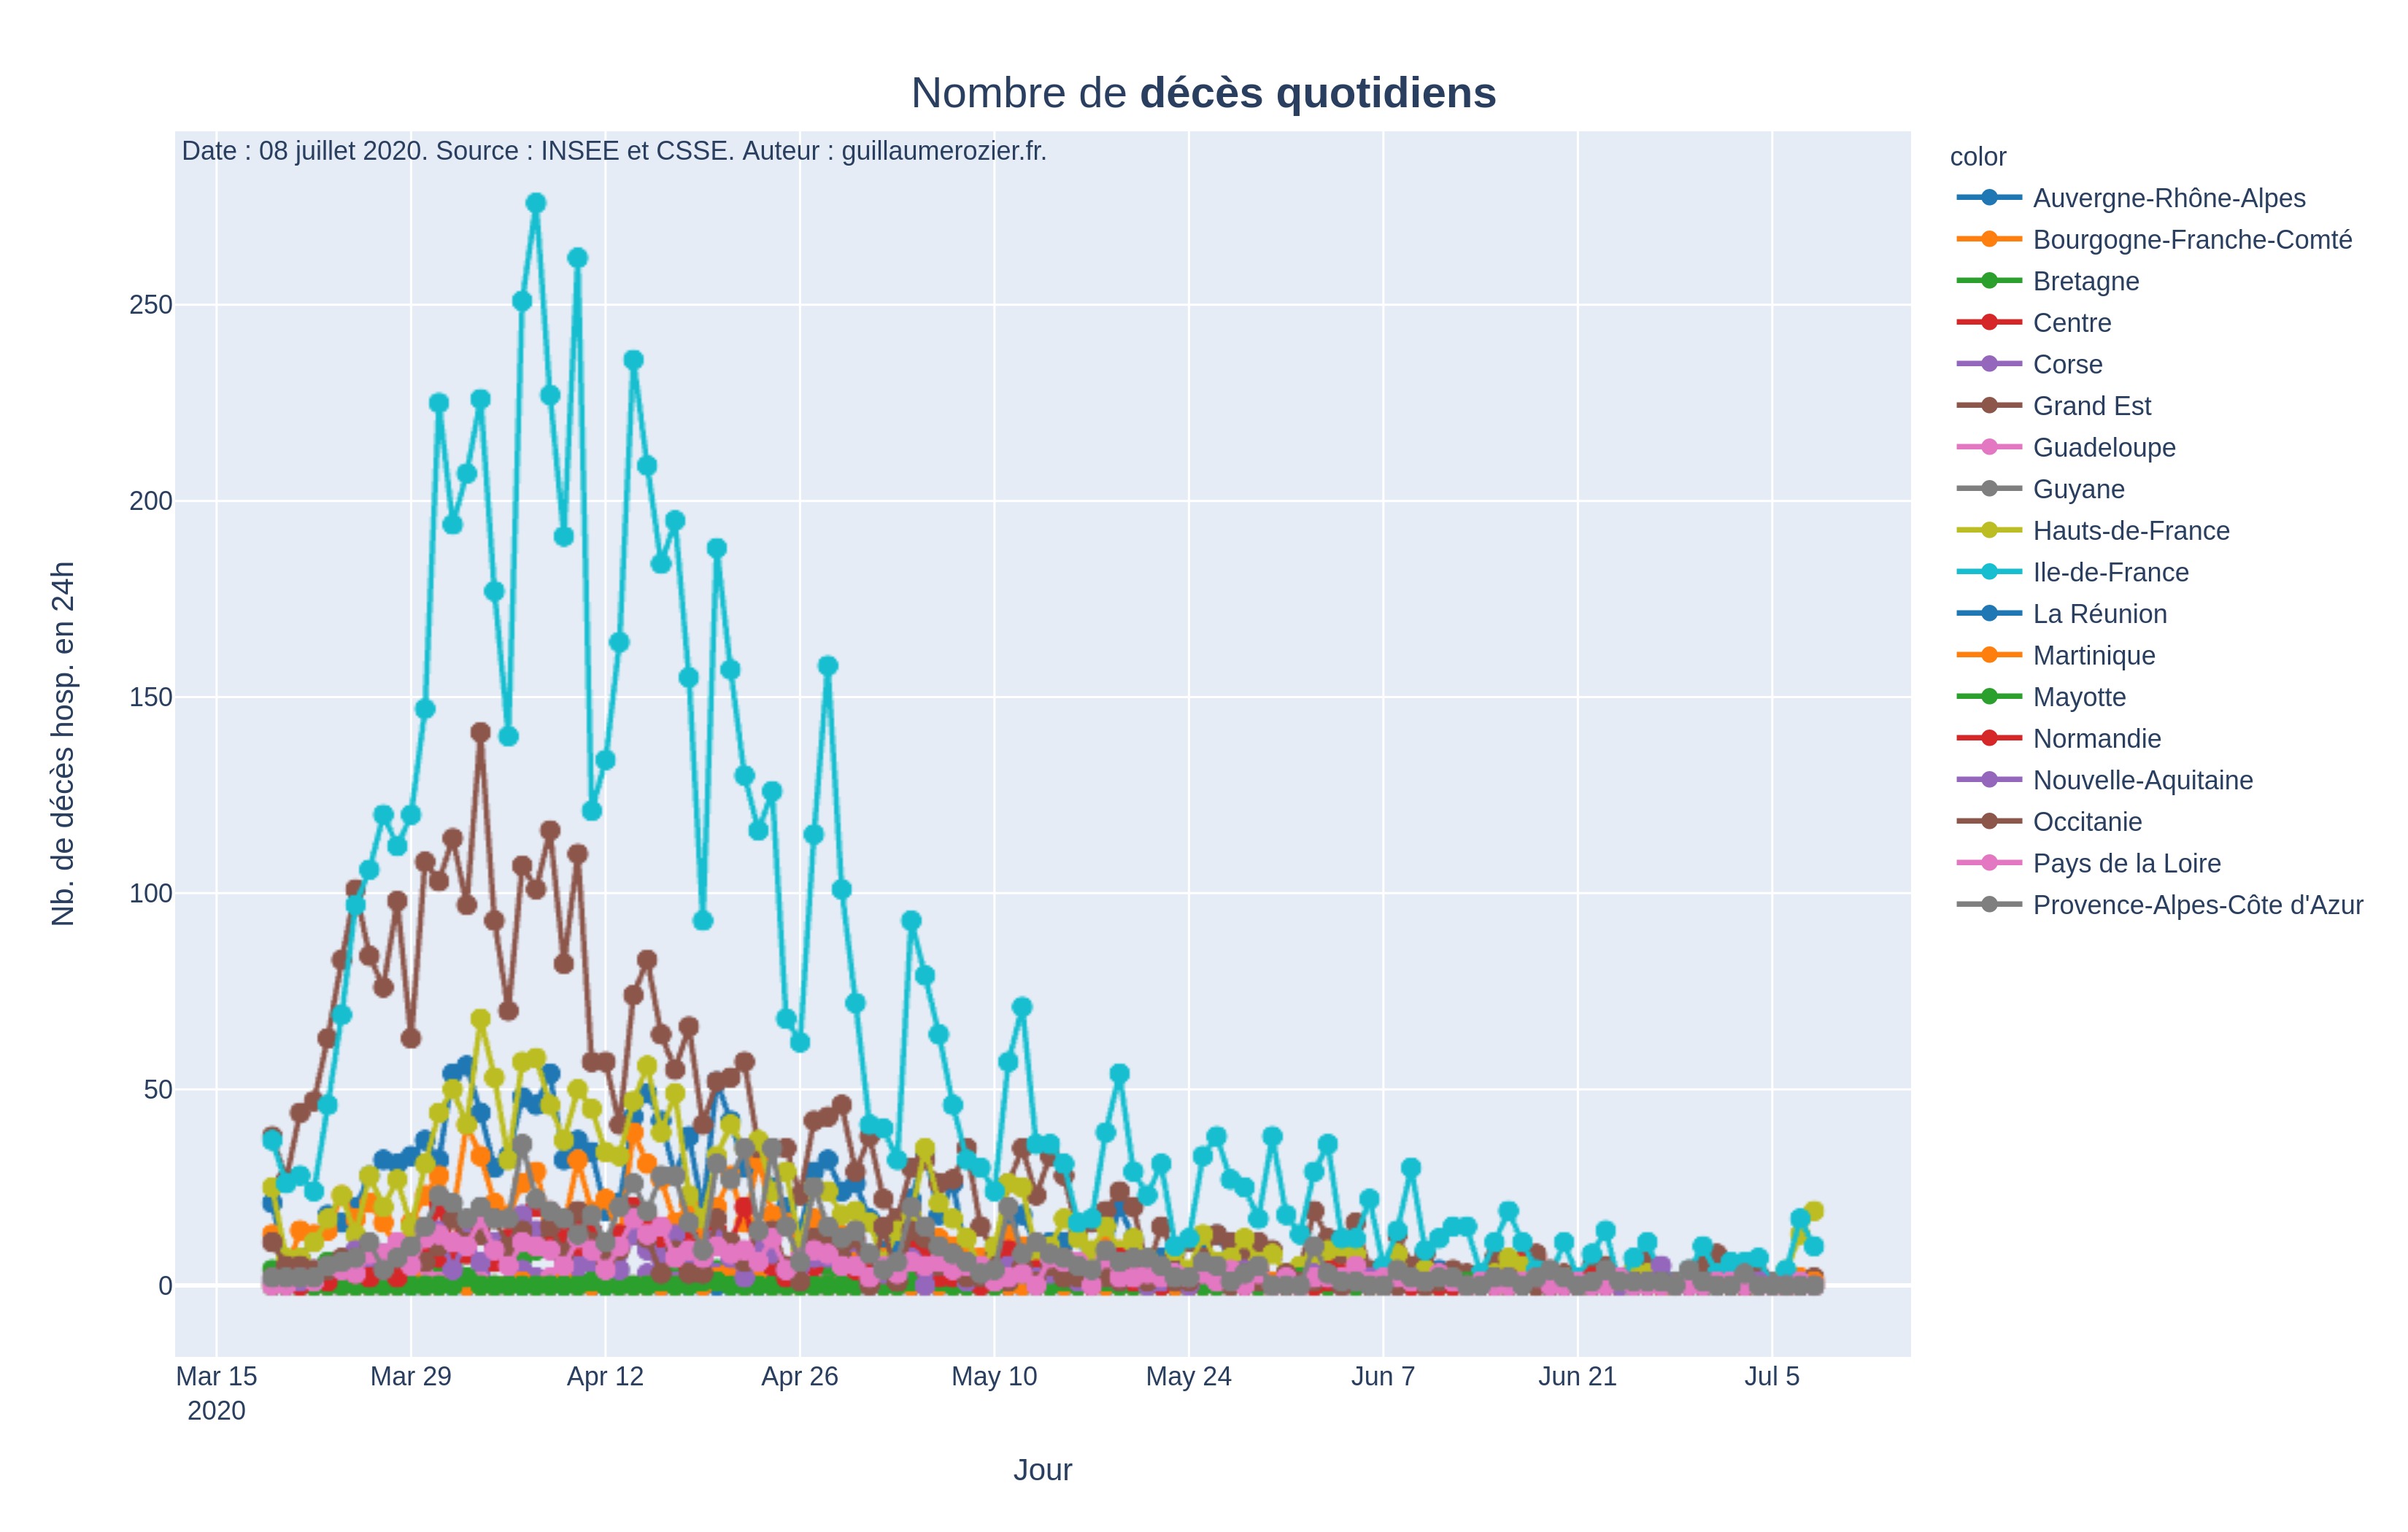 Nombre de décès quotidiens
Date : 08 juillet 2020. Source : INSEE et CSSE. Auteur : guillaumerozier.fr.
color
Auvergne-Rhône-Alpes
Bourgogne-Franche-Comté
Bretagne
Centre
Corse
Grand Est
Guadeloupe
Guyane
Hauts-de-France
Ile-de-France
La Réunion
Martinique
Mayotte
Normandie
Nouvelle-Aquitaine
Occitanie
Pays de la Loire
Provence-Alpes-Côte d'Azur
Nb. de décès hosp. en 24h
250
200
150
100
50
0
Mar 15 Mar 29 Apr 12 Apr 26 May 10 May 24 Jun 7 Jun 21 Jul 5
2020
Jour